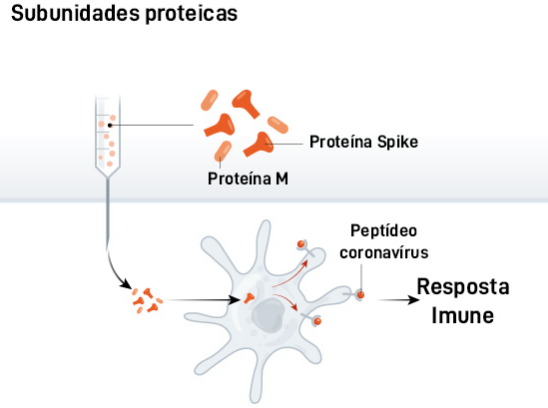 Subunidades proteicas
Proteína Spike
Proteína M
Peptídeo
coronavírus
Resposta
Imune